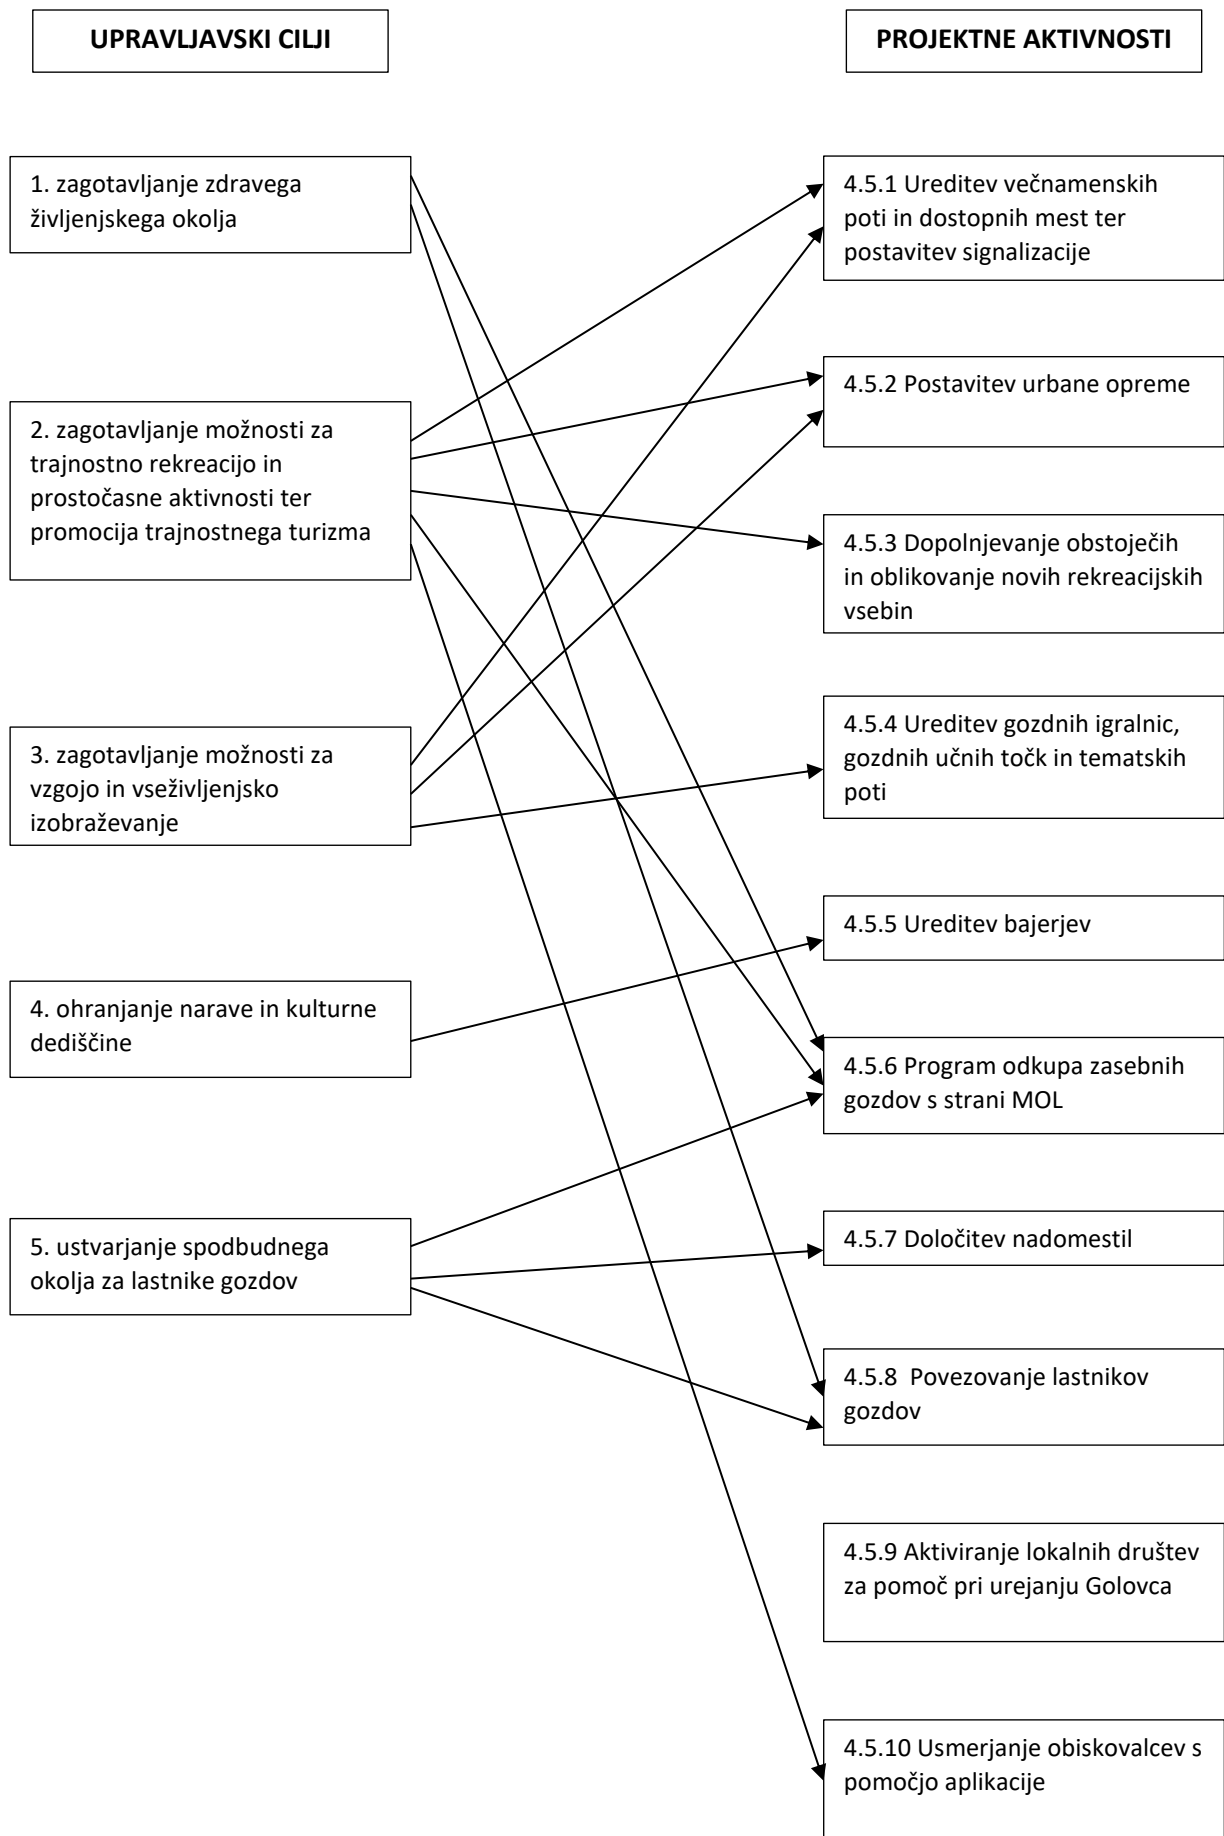 UPRAVLJAVSKI CILJI
1. zagotavljanje zdravega
življenjskega okolja
2. zagotavljanje možnosti za
trajnostno rekreacijo in
prostočasne aktivnosti ter
promocija trajnostnega turizma
3. zagotavljanje možnosti za
vzgojo in vseživljenjsko
izobraževanje
4. ohranjanje narave in kulturne
dediščine
5. ustvarjanje spodbudnega
okolja za lastnike gozdov
PROJEKTNE AKTIVNOSTI
4.5.1 Ureditev večnamenskih
poti in dostopnih mest ter
postavitev signalizacije
4.5.2 Postavitev urbane opreme
4.5.3 Dopolnjevanje obstoječih
in oblikovanje novih rekreacijskih
vsebin
4.5.4 Ureditev gozdnih igralnic,
gozdnih učnih točk in tematskih
poti
4.5.5 Ureditev bajerjev
4.5.6 Program odkupa zasebnih
gozdov s strani MOL
4.5.7 Določitev nadomestil
4.5.8 Povezovanje lastnikov
gozdov
4.5.9 Aktiviranje lokalnih društev
za pomoč pri urejanju Golovca
4.5.10 Usmerjanje obiskovalcev s
pomočjo aplikacije